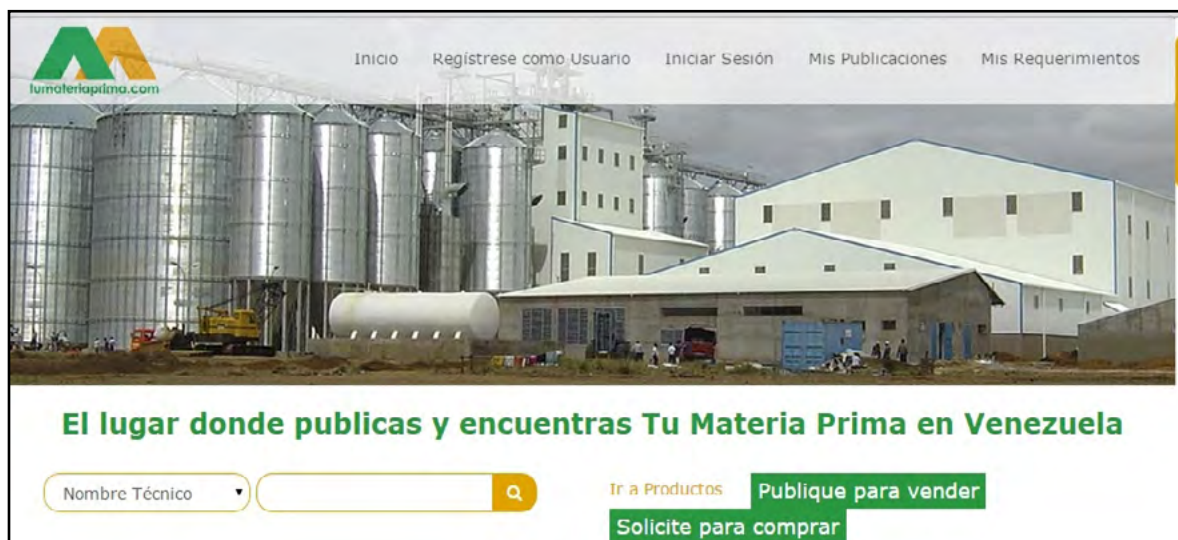 Inicio Regístrese como Usuario Iniciar Sesión Mis Publicaciones Mis Requerimientos
tumateriaprima.com
El lugar donde publicas y encuentras Tu Materia Prima en Venezuela
Nombre Técnico
Ir a Productos Publique para vender
Solicite para comprar